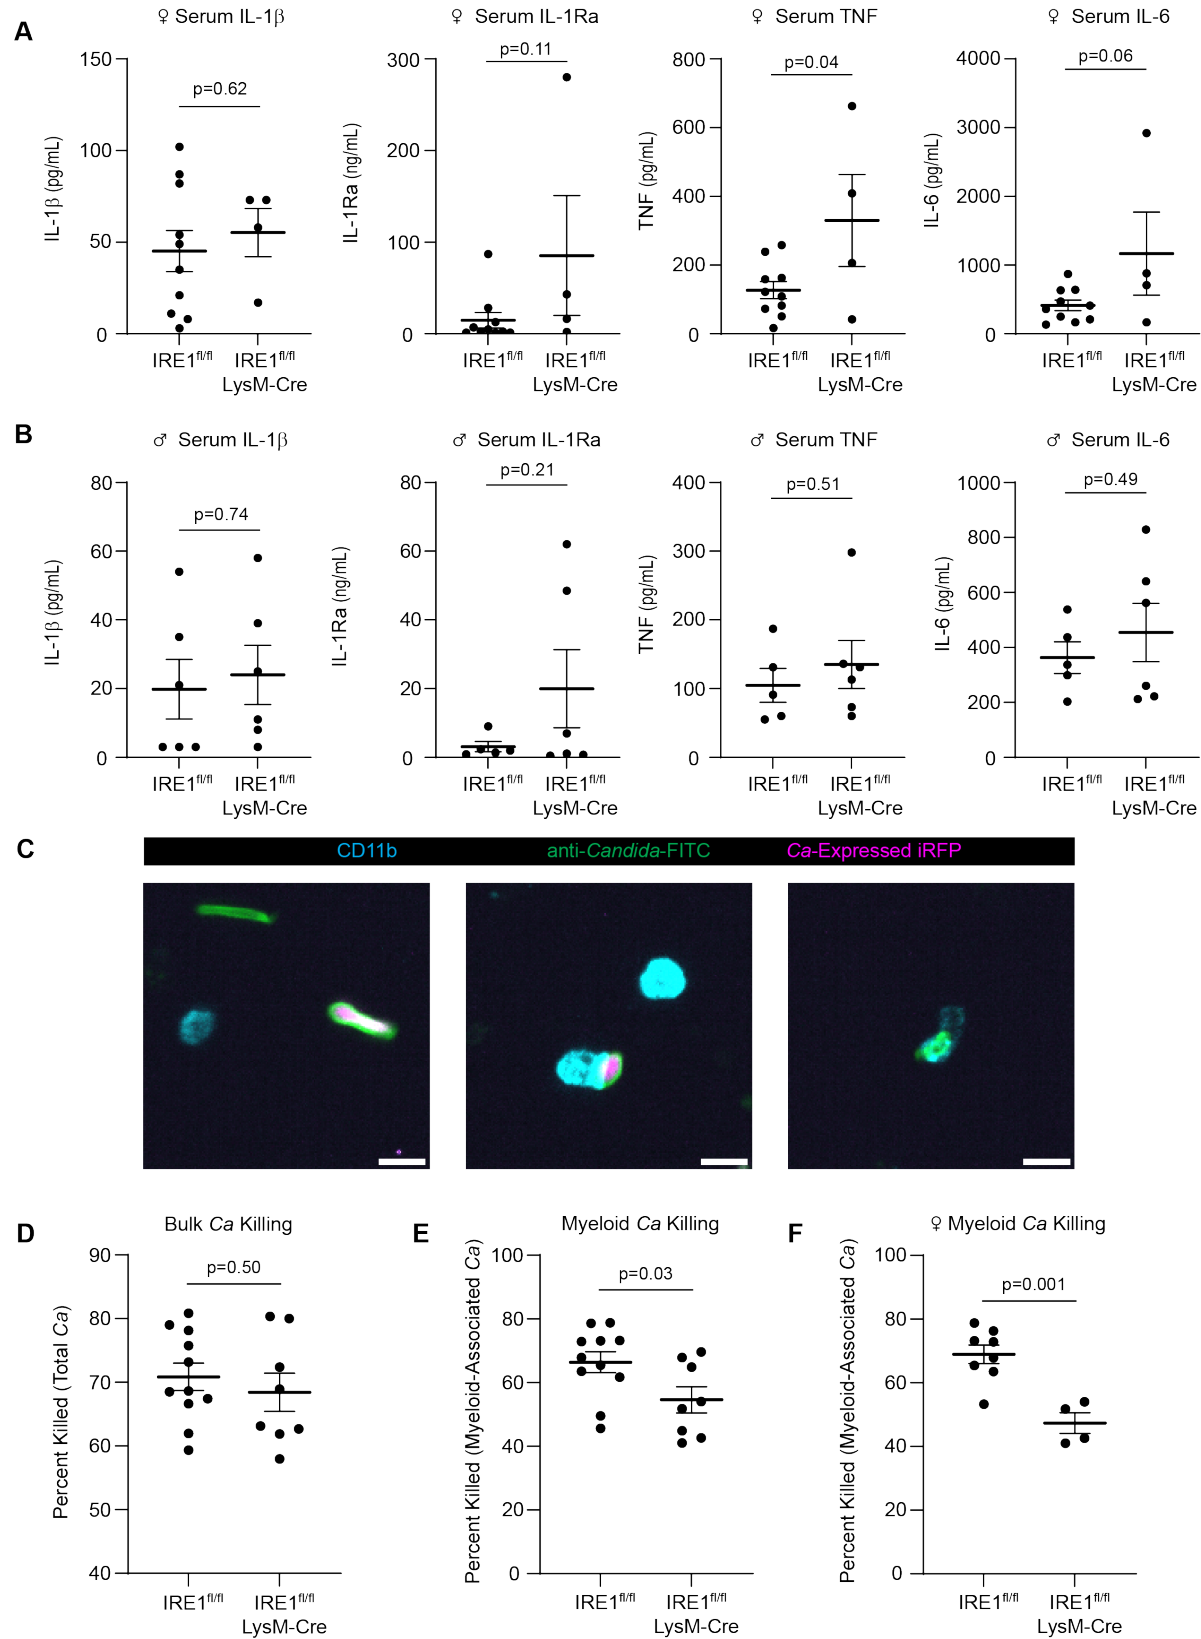 A
♀ Serum IL-1β
♀ Serum IL-1Ra
♀ Serum TNF
♀ Serum IL-6
p=0.62
p=0.11
p=0.04
p=0.06
IL-1β (pg/mL)
150
100
50
0
IL-1Ra (ng/mL)
300
200
100
0
TNF (pg/mL)
800
600
400
200
0
IL-6 (pg/mL)
4000
3000
2000
1000
0
IRE1fl/fl
IRE1fl/fl
LysM-Cre
IRE1fl/fl
IRE1fl/fl
LysM-Cre
IRE1fl/fl
IRE1fl/fl
LysM-Cre
IRE1fl/fl
IRE1fl/fl
LysM-Cre
B
♂ Serum IL-1β
♂ Serum IL-1Ra
♂ Serum TNF
♂ Serum IL-6
p=0.74
p=0.21
p=0.51
p=0.49
IL-1β (pg/mL)
80
60
40
20
0
IL-1Ra (ng/mL)
80
60
40
20
0
TNF (pg/mL)
400
300
200
100
0
IL-6 (pg/mL)
1000
800
600
400
200
0
IRE1fl/fl
IRE1fl/fl
LysM-Cre
IRE1fl/fl
IRE1fl/fl
LysM-Cre
IRE1fl/fl
IRE1fl/fl
LysM-Cre
IRE1fl/fl
IRE1fl/fl
LysM-Cre
C
CD11b
anti-Candida-FITC
Ca-Expressed iRFP
D
Bulk Ca Killing
p=0.50
Percent Killed (Total Ca)
90
80
70
60
50
40
IRE1fl/fl
IRE1fl/fl
LysM-Cre
E
Myeloid Ca Killing
p=0.03
Percent Killed (Myeloid-Associated Ca)
100
80
60
40
20
0
IRE1fl/fl
IRE1fl/fl
LysM-Cre
F
♀ Myeloid Ca Killing
p=0.001
Percent Killed (Myeloid-Associated Ca)
100
80
60
40
20
0
IRE1fl/fl
IRE1fl/fl
LysM-Cre